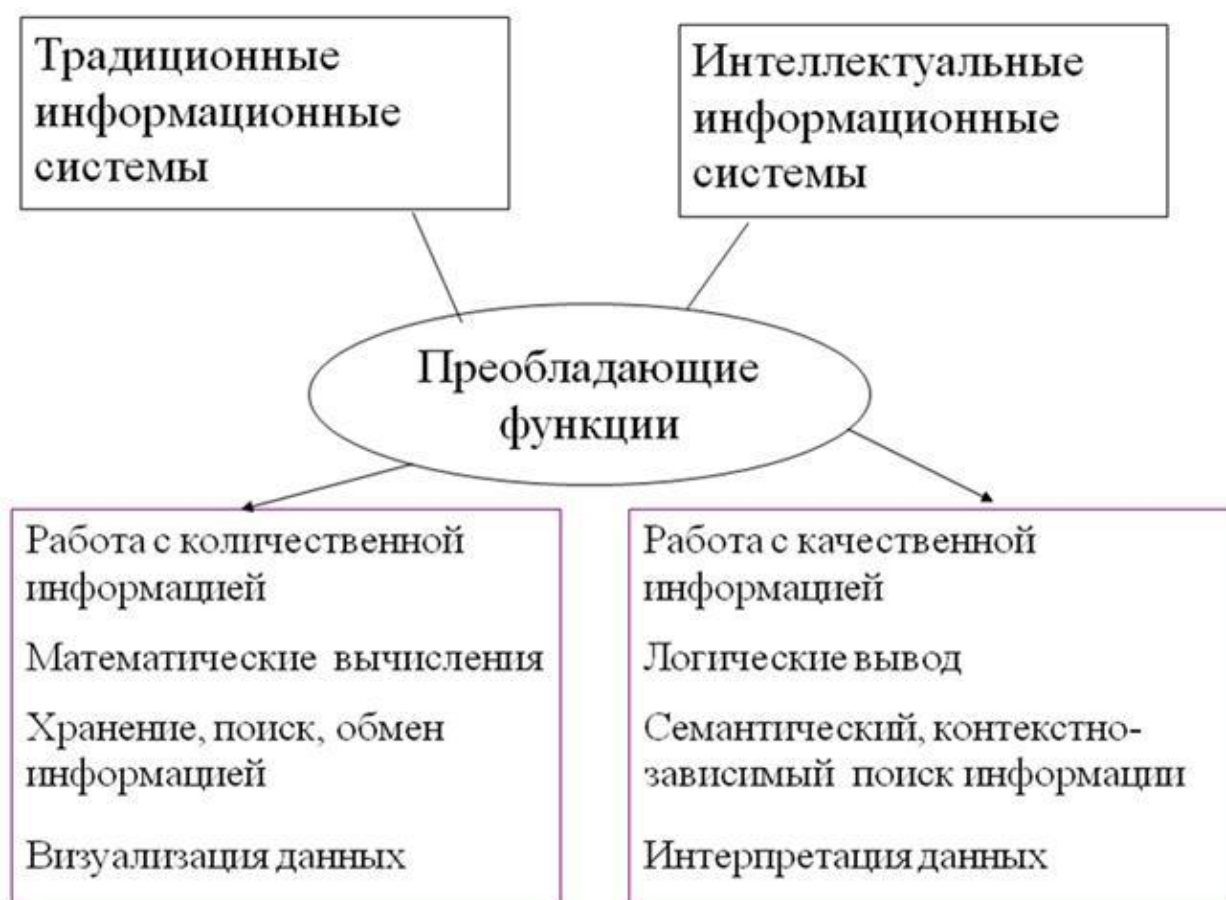 Традиционные
информационные
системы
Интеллектуальные
информационные
системы
Преобладающие
функции
Работа с количественной
информацией
Математические вычисления
Хранение, поиск, обмен
информацией
Визуализация данных
Работа с качественной
информацией
Логические вывод
Семантический, контекстно-
зависимый поиск информации
Интерпретация данных